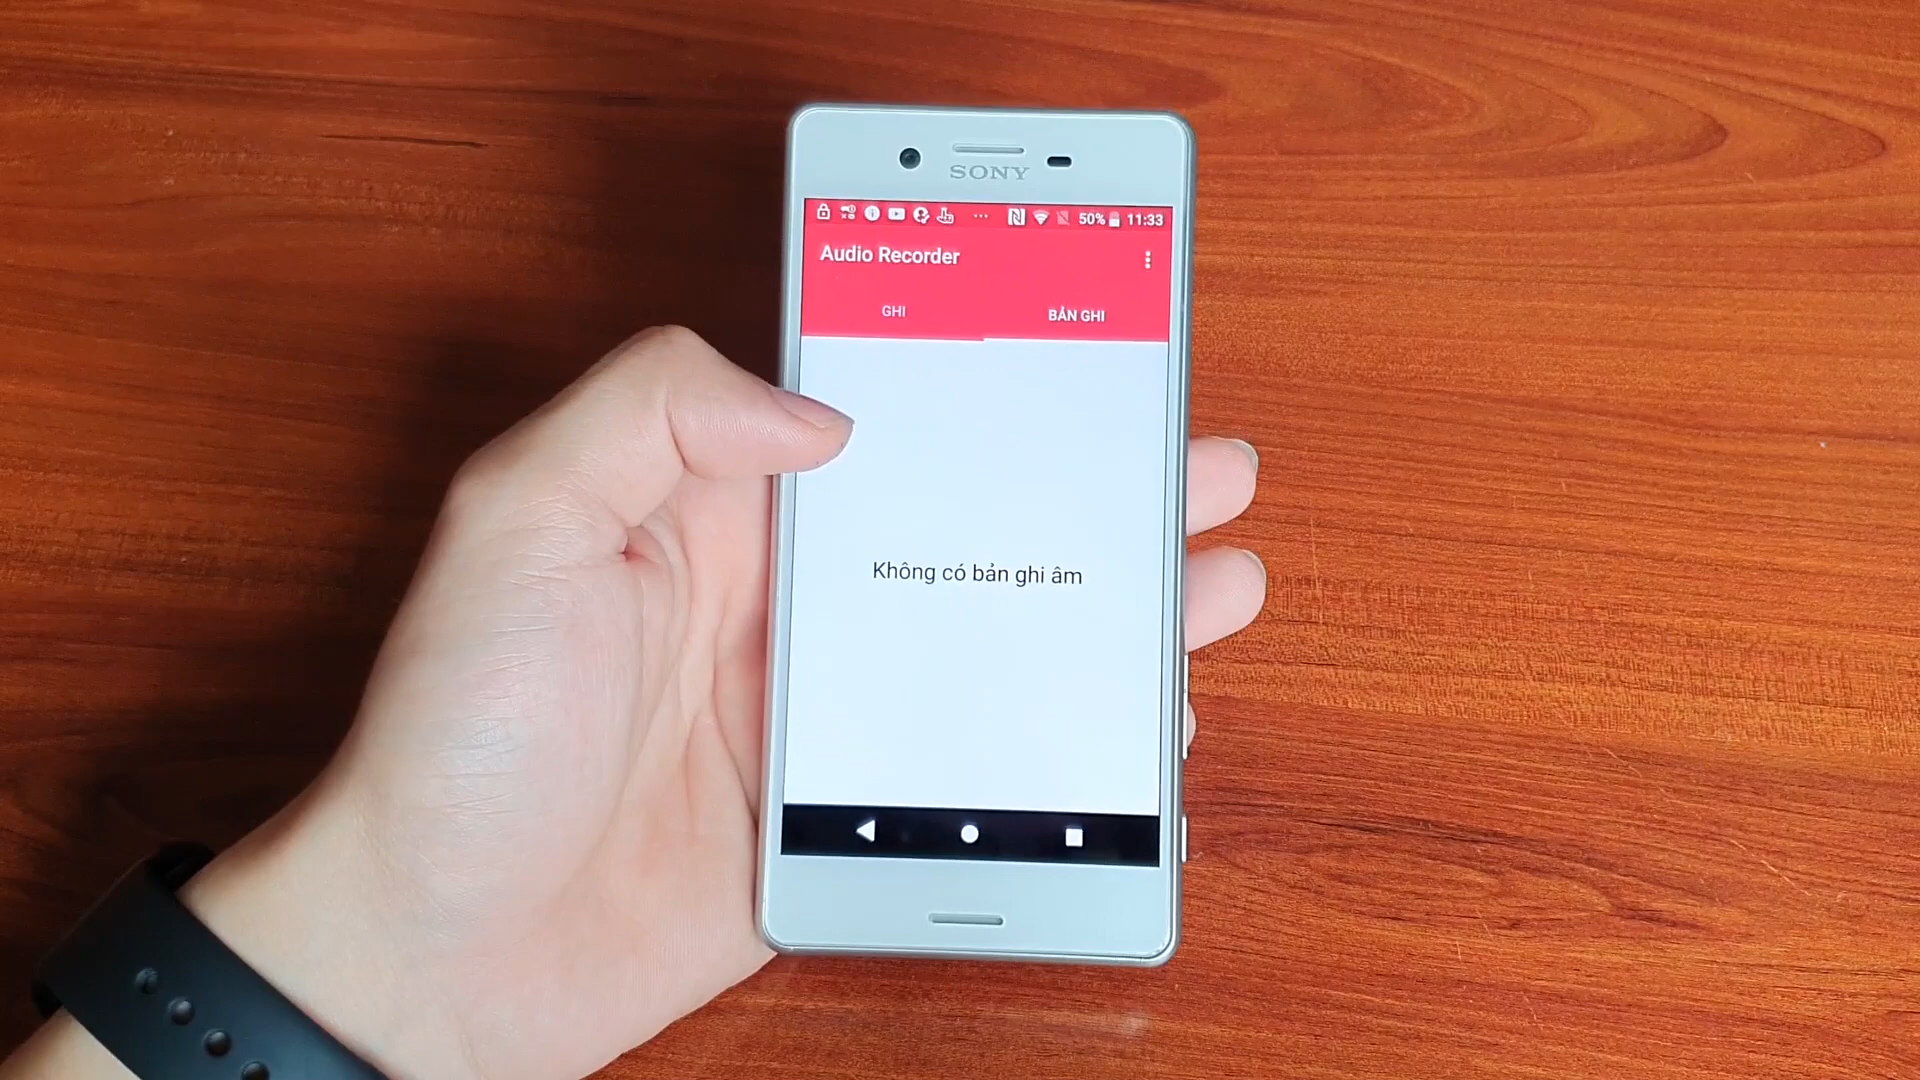 SONY
50% 11:33
Audio Recorder
GHI
BẢN GHI
Không có bản ghi âm